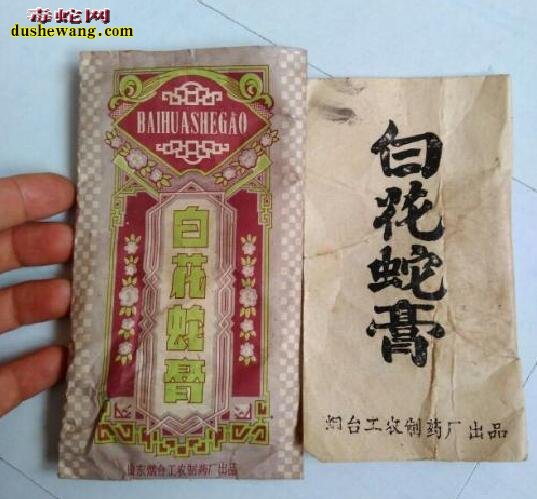 毒蛇网
dushewang.com
BAIHUASHEGĀO
白花蛇膏
山东烟台工农制药厂出品
白花蛇膏
烟台工农制药厂出品